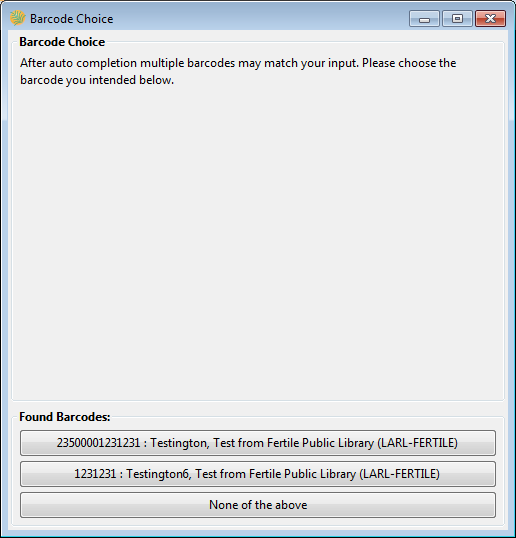 Barcode Choice
Barcode Choice
After auto completion multiple barcodes may match your input. Please choose the
barcode you intended below.
Found Barcodes:
23500001231231 : Testington, Test from Fertile Public Library (LARL-FERTILE)
1231231 : Testington6, Test from Fertile Public Library (LARL-FERTILE)
None of the above